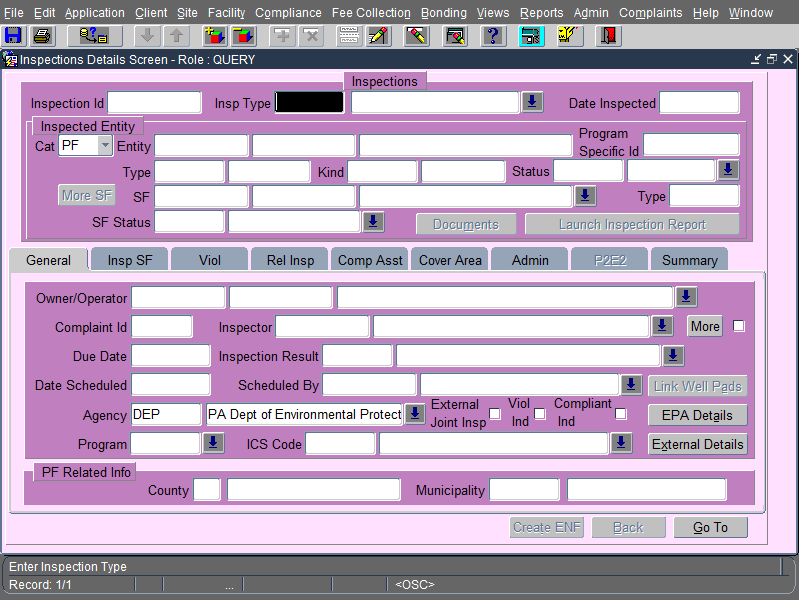 File Edit Application Client Site Facility Compliance Fee Collection Bonding Views Reports Admin Complaints Help Window
Inspections Details Screen - Role : QUERY
Inspections
Inspection Id Insp Type Date Inspected
Inspected Entity
Cat PF Entity Program Specific Id
Type Kind Status
More SF SF Type
SF Status Documents Launch Inspection Report
General Insp SF Viol Rel Insp Comp Asst Cover Area Admin P2E2 Summary
Owner/Operator
Complaint Id Inspector More
Due Date Inspection Result
Date Scheduled Scheduled By Link Well Pads
Agency DEP PA Dept of Environmental Protect External Joint Insp Viol Ind Compliant Ind EPA Details
Program ICS Code External Details
PF Related Info
County Municipality
Create ENF Back Go To
Enter Inspection Type
Record: 1/1 ... <OSC>